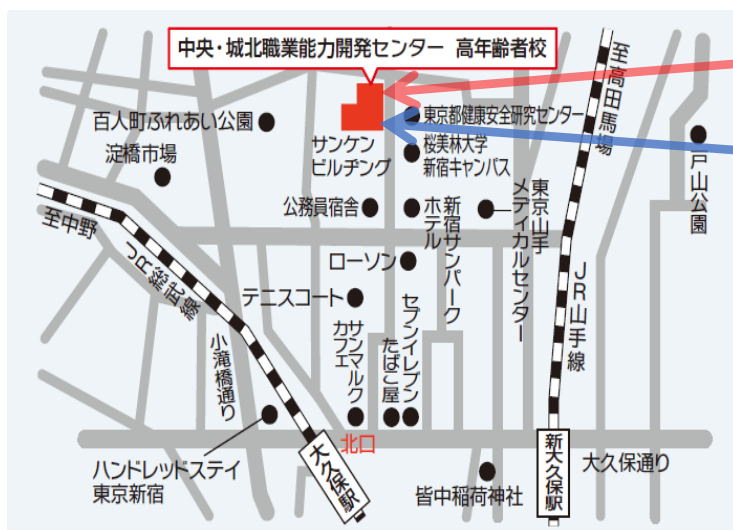 中央・城北職業能力開発センター 高年齢者校
至高田馬場
百人町ふれあい公園
淀橋市場
サンケン
ビルヂング
東京都健康安全研究センター
桜美林大学
新宿キャンパス
戸山公園
至中野
公務員宿舎
新宿サンパーク
ホテル
東京山手
メディカルセンター
JR総武線
ローソン
JR山手線
テニスコート
小滝橋通り
サンマルク
カフェ
たばこ屋
セブンイレブン
北口
ハンドレッドステイ
東京新宿
大久保駅
皆中稲荷神社
新大久保駅
大久保通り